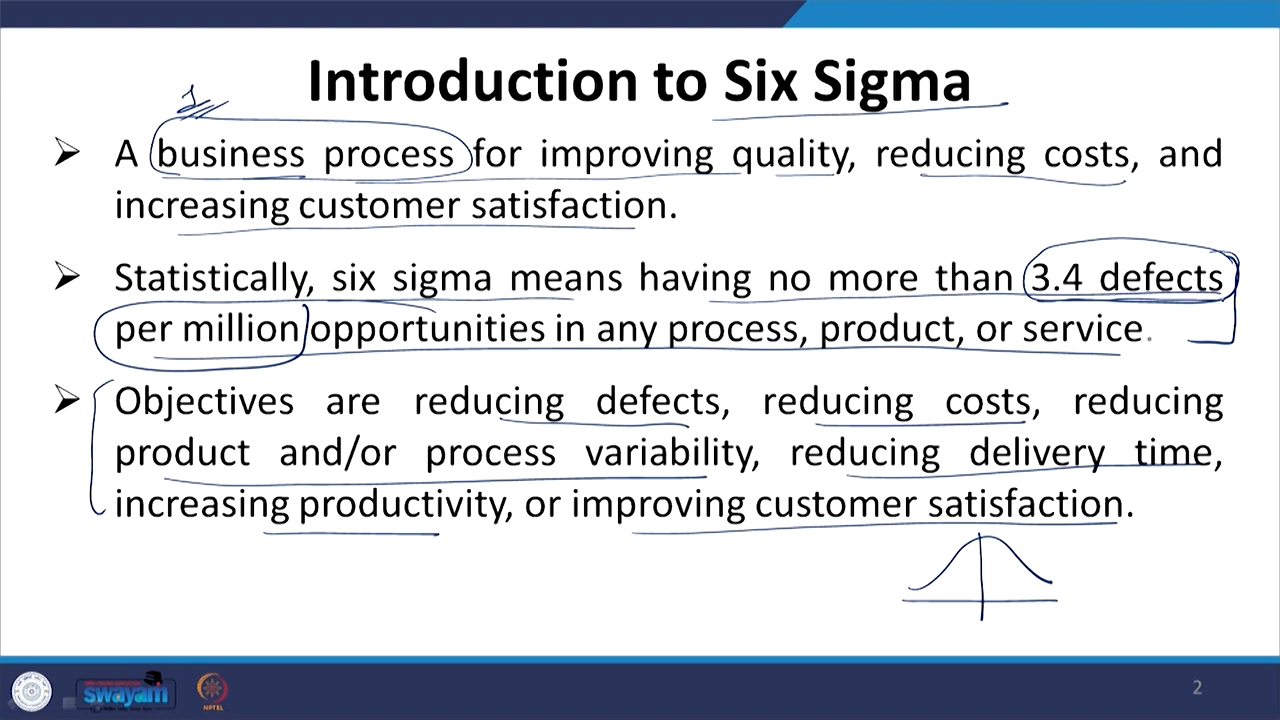 Introduction to Six Sigma
➢ A business process for improving quality, reducing costs, and
increasing customer satisfaction.
➢ Statistically, six sigma means having no more than 3.4 defects
per million opportunities in any process, product, or service.
➢ Objectives are reducing defects, reducing costs, reducing
product and/or process variability, reducing delivery time,
increasing productivity, or improving customer satisfaction.
swayam
NPTEL
2